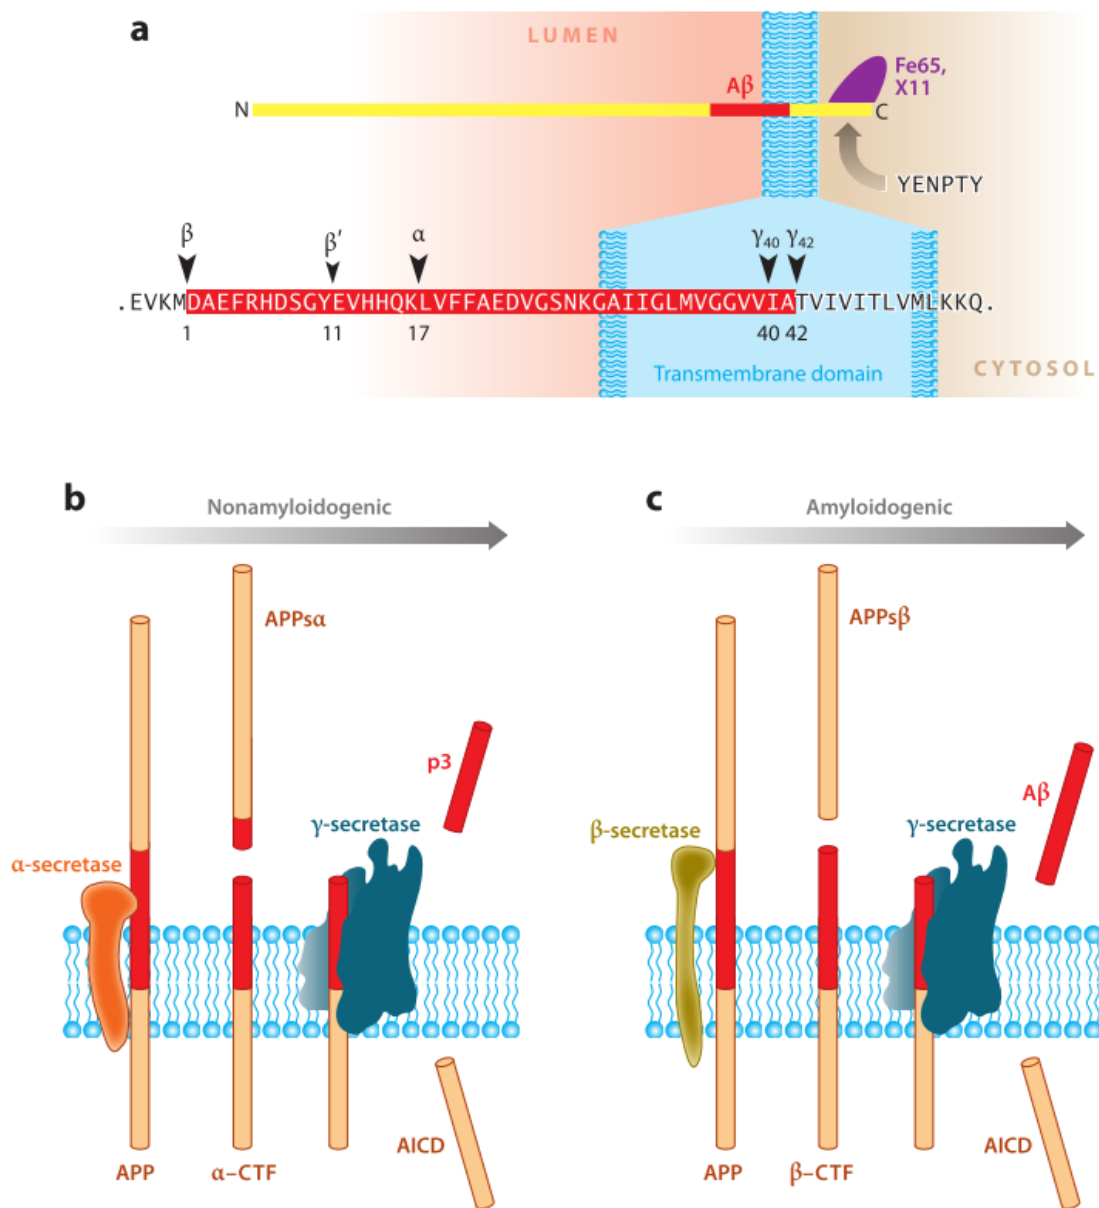 a
LUMEN
Aβ
Fe65,
X11
N
C
YENPTY
β
β′
α
γ40 γ42
.EVKMDAEFRHDSGYEVHHQKLVFFAEDVGSNKGAIIGLMVGGVVIATVIVITLVMLKKQ.
1
11
17
40 42
Transmembrane domain
CYTOSOL
b
Nonamyloidogenic
APPsα
p3
γ-secretase
α-secretase
AICD
APP
α–CTF
c
Amyloidogenic
APPsβ
Aβ
β-secretase
γ-secretase
AICD
APP
β–CTF